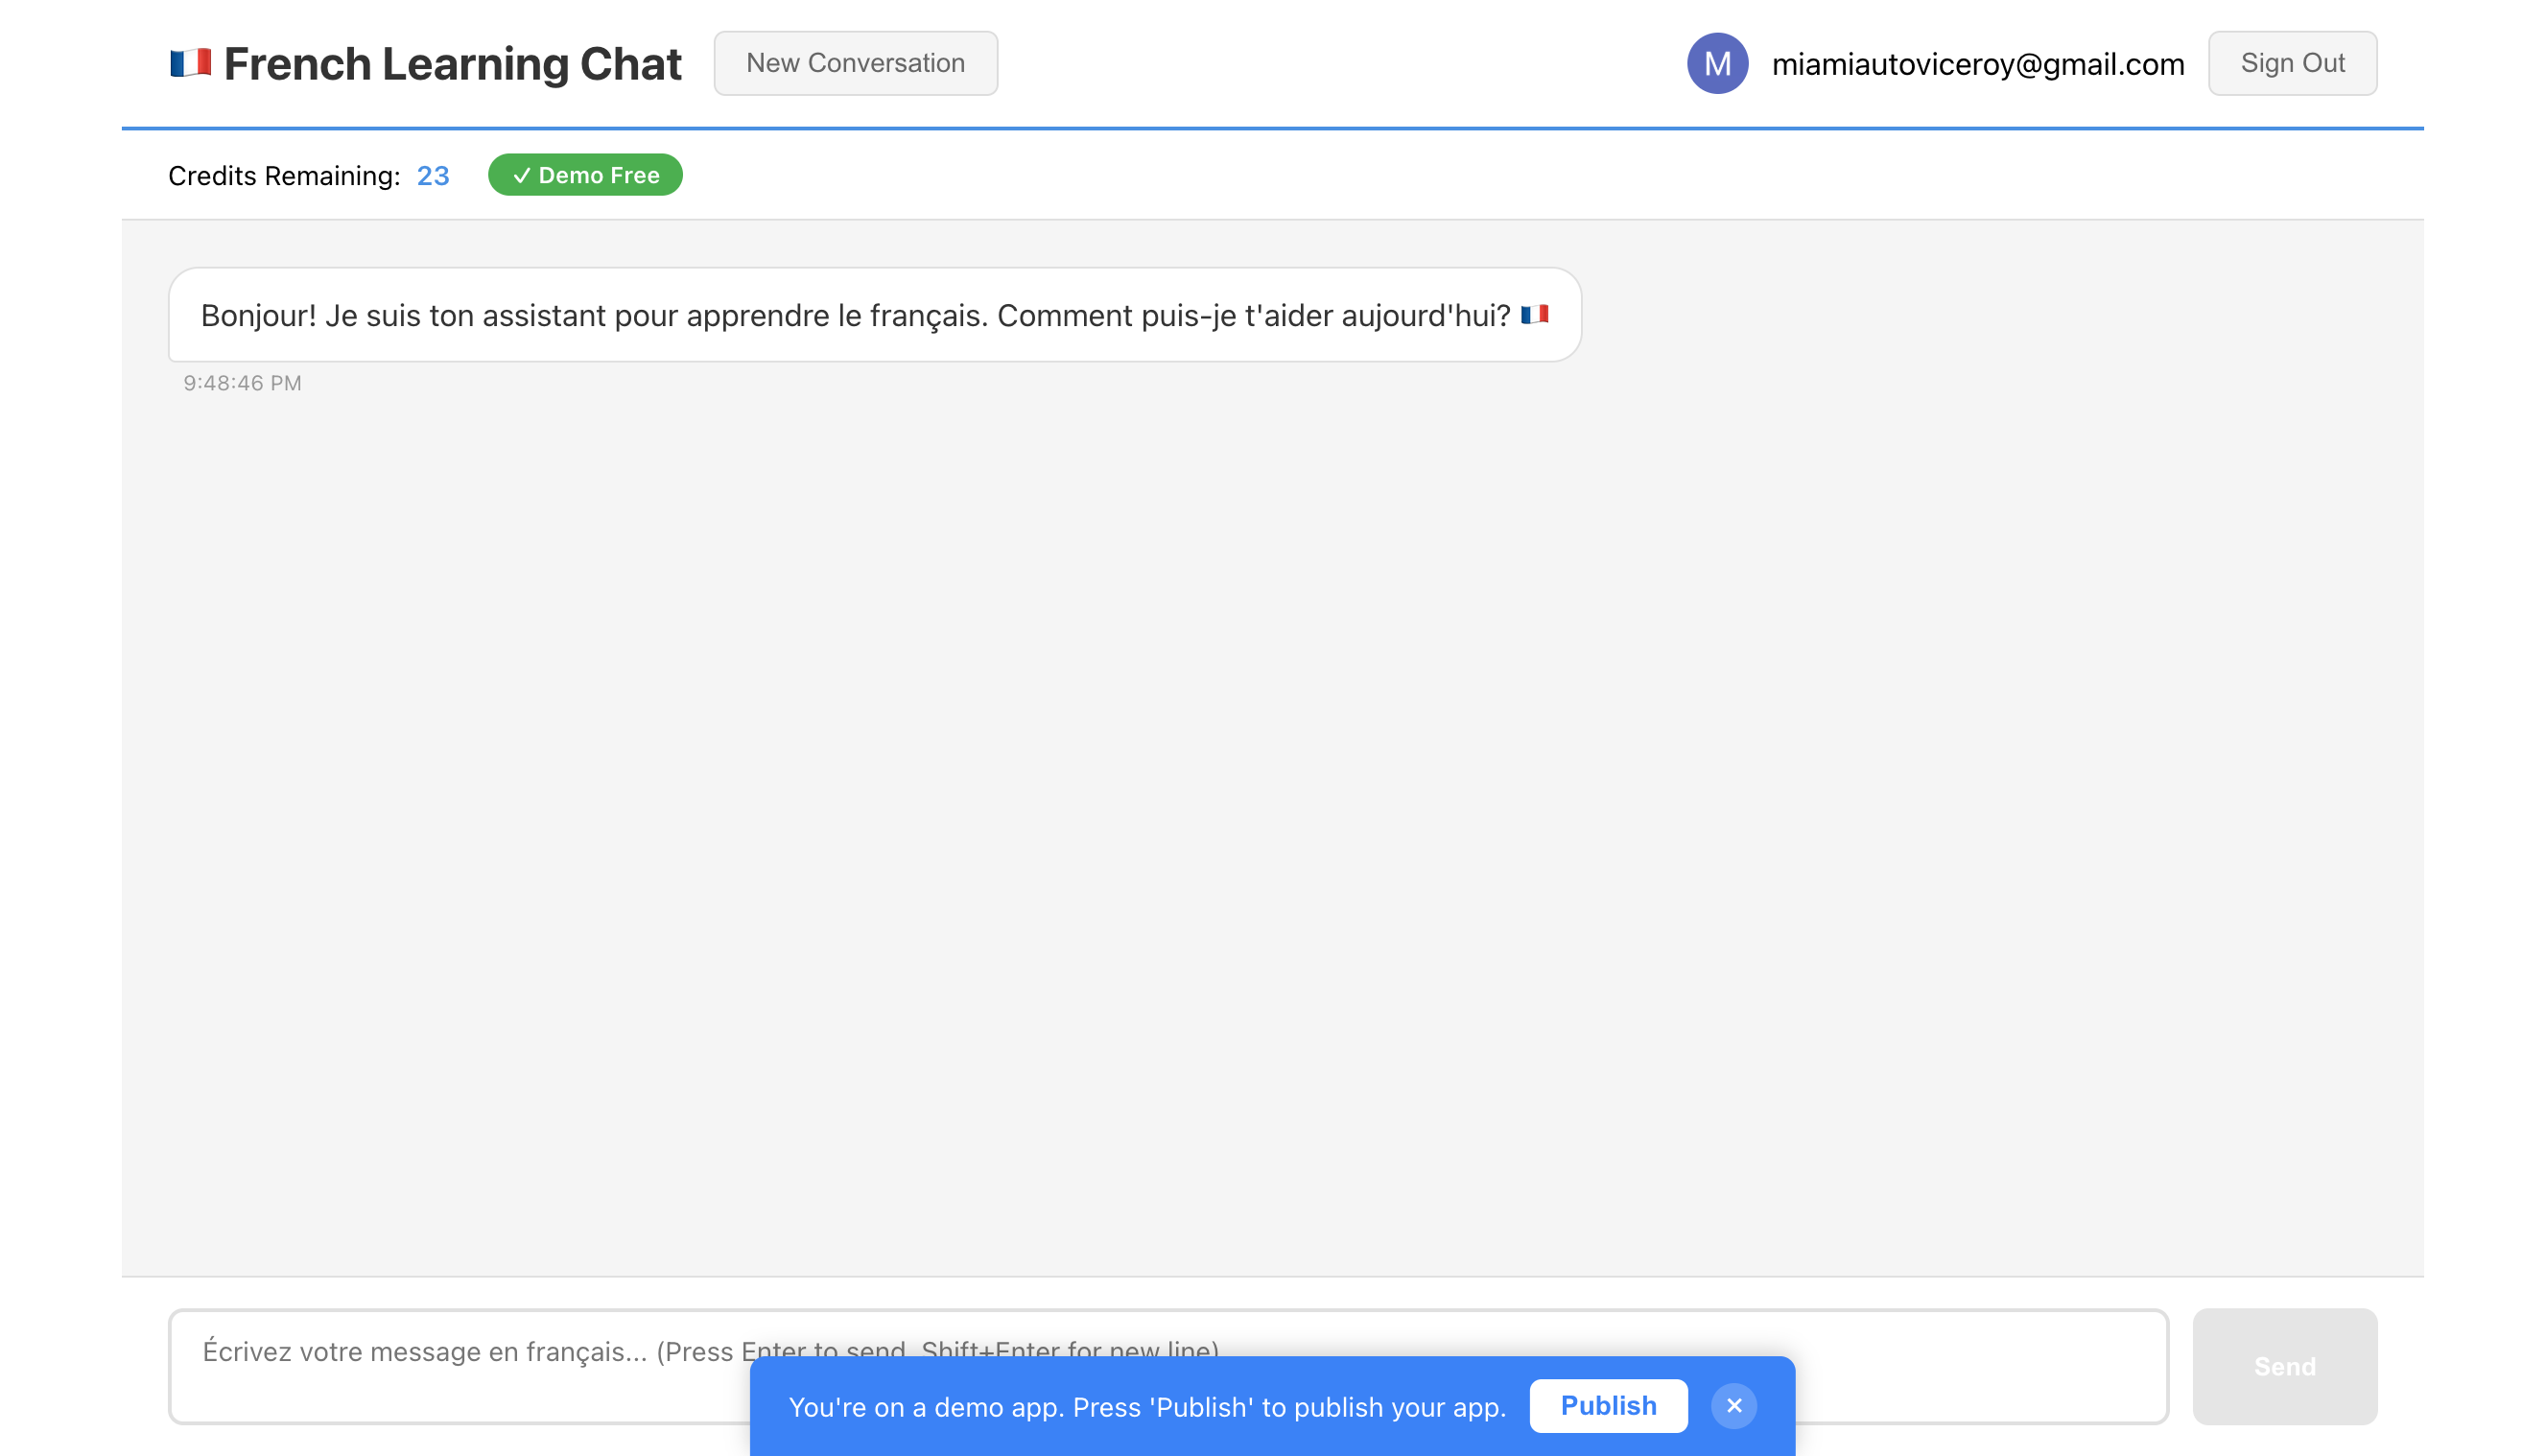 French Learning Chat
New Conversation
M
miamiautoviceroy@gmail.com
Sign Out
Credits Remaining: 23
✓ Demo Free
Bonjour! Je suis ton assistant pour apprendre le français. Comment puis-je t'aider aujourd'hui?
9:48:46 PM
Écrivez votre message en français... (Press Enter to send, Shift+Enter for new line)
Send
You're on a demo app. Press 'Publish' to publish your app.
Publish
×